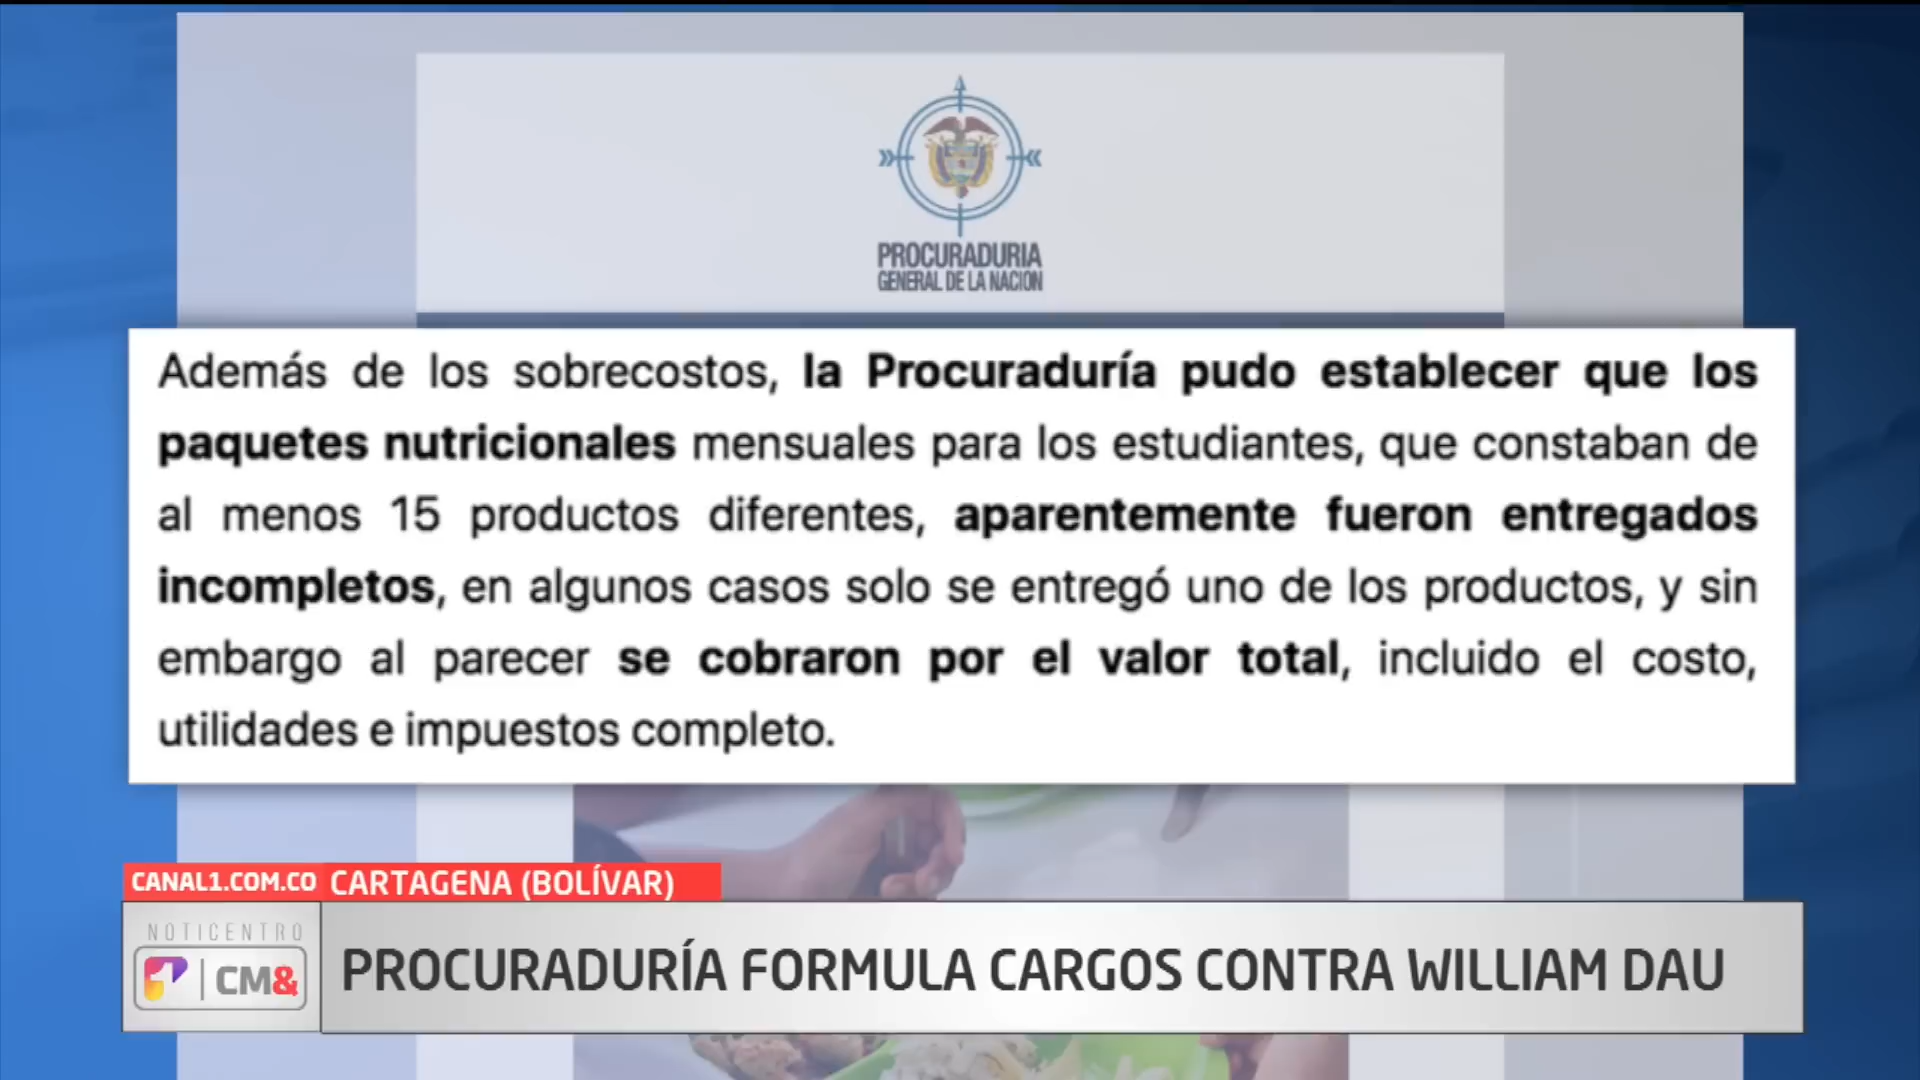 PROCURADURIA
GENERAL DE LA NACION
Además de los sobrecostos, la Procuraduría pudo establecer que los
paquetes nutricionales mensuales para los estudiantes, que constaban de
al menos 15 productos diferentes, aparentemente fueron entregados
incompletos, en algunos casos solo se entregó uno de los productos, y sin
embargo al parecer se cobraron por el valor total, incluido el costo,
utilidades e impuestos completo.
CANAL1.COM.CO CARTAGENA (BOLÍVAR)
NOTICENTRO
1 | CM&
PROCURADURÍA FORMULA CARGOS CONTRA WILLIAM DAU